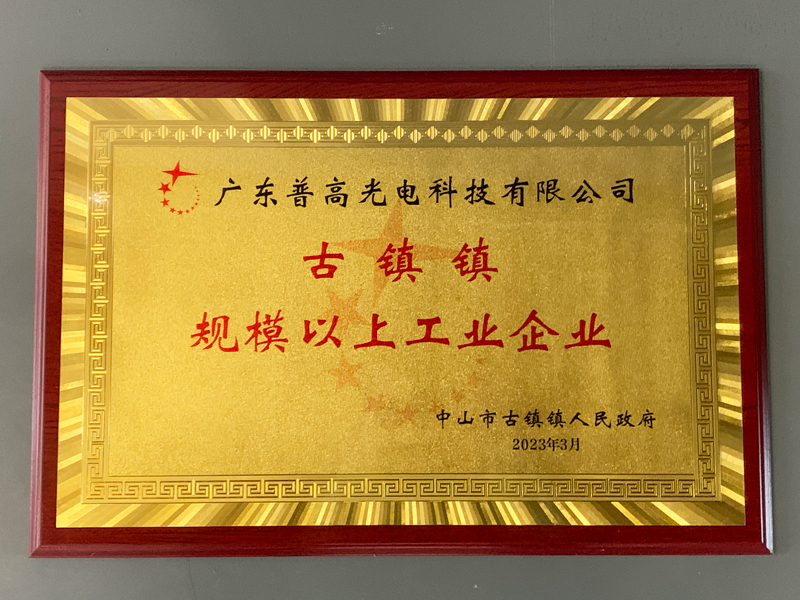 广东普高光电科技有限公司
古镇镇
规模以上工业企业
中山市古镇镇人民政府
2023年3月